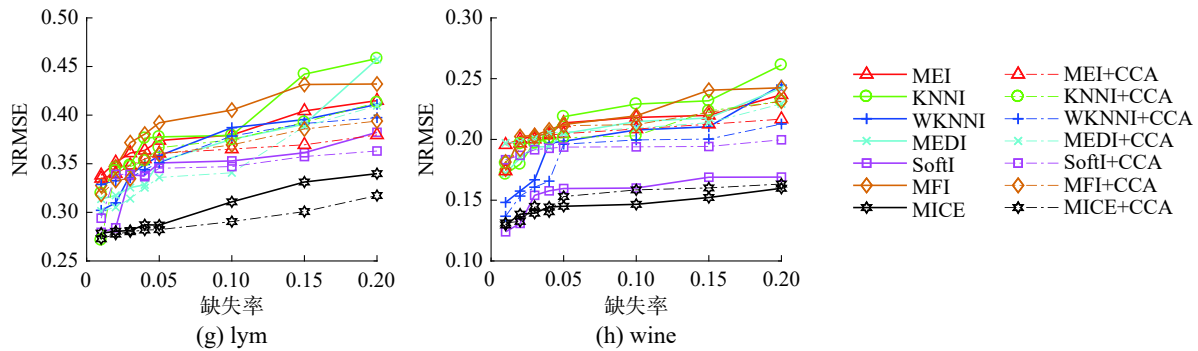 0.50
0.45
0.40
0.35
0.30
0.25
NRMSE
0 0.05 0.10 0.15 0.20
缺失率
(g) lym
0.30
0.25
0.20
0.15
0.10
NRMSE
0 0.05 0.10 0.15 0.20
缺失率
(h) wine
MEI MEI+CCA
KNNI KNNI+CCA
WKNNI WKNNI+CCA
MEDI MEDI+CCA
SoftI SoftI+CCA
MFI MFI+CCA
MICE MICE+CCA